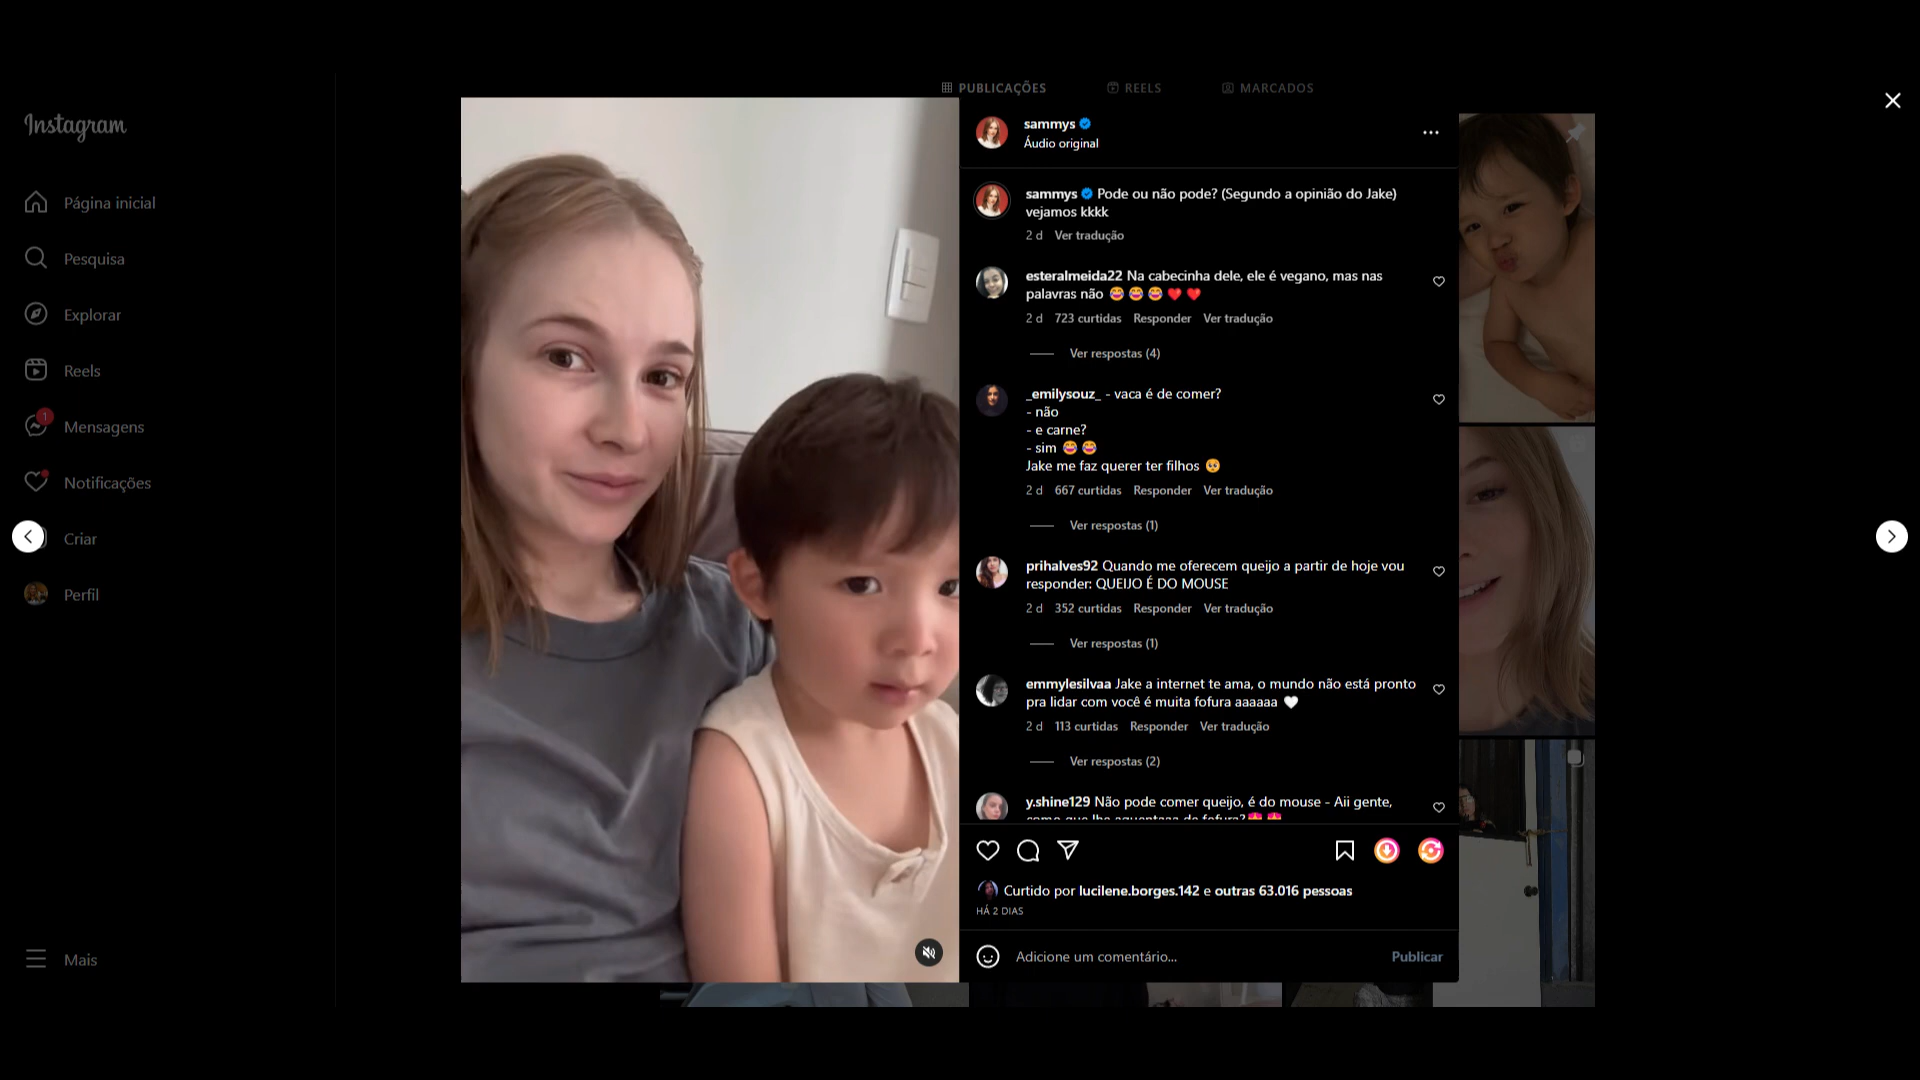 PUBLICAÇÕES
REELS
MARCADOS
Instagram
Página inicial
Pesquisa
Explorar
Reels
1
Mensagens
Notificações
Criar
Perfil
Mais
sammys
Áudio original
sammys Pode ou não pode? (Segundo a opinião do Jake)
vejamos kkkk
2 d Ver tradução
esteralmeida22 Na cabecinha dele, ele é vegano, mas nas
palavras não 😂😂😂❤️❤️
2 d 723 curtidas Responder Ver tradução
Ver respostas (4)
_emilysouz_ - vaca é de comer?
- não
- e carne?
- sim 😂😂
Jake me faz querer ter filhos 🥺
2 d 667 curtidas Responder Ver tradução
Ver respostas (1)
prihalves92 Quando me oferecem queijo a partir de hoje vou
responder: QUEIJO É DO MOUSE
2 d 352 curtidas Responder Ver tradução
Ver respostas (1)
emmylesilvaa Jake a internet te ama, o mundo não está pronto
pra lidar com você é muita fofura aaaaaa 🤍
2 d 113 curtidas Responder Ver tradução
Ver respostas (2)
y.shine129 Não pode comer queijo, é do mouse - Aii gente,
como que lhe aguentaaa de fofura?😍😍
Curtido por lucilene.borges.142 e outras 63.016 pessoas
HÁ 2 DIAS
Adicione um comentário...
Publicar